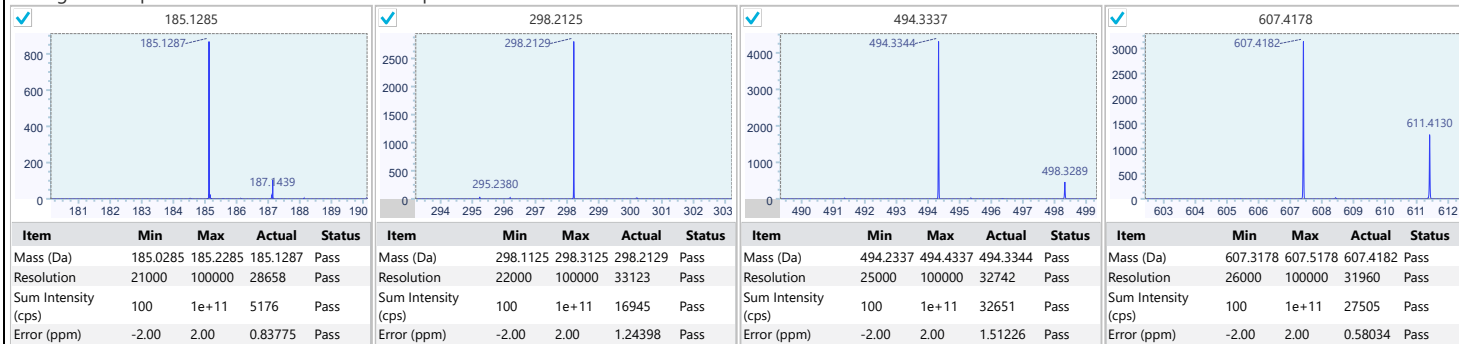 185.1285
185.1287
187.1439
800
600
400
200
0
181 182 183 184 185 186 187 188 189 190
Item Min Max Actual Status
Mass (Da) 185.0285 185.2285 185.1287 Pass
Resolution 21000 100000 28658 Pass
Sum Intensity
(cps) 100 1e+11 5176 Pass
Error (ppm) -2.00 2.00 0.83775 Pass
298.2125
298.2129
295.2380
2500
2000
1500
1000
500
0
294 295 296 297 298 299 300 301 302 303
Item Min Max Actual Status
Mass (Da) 298.1125 298.3125 298.2129 Pass
Resolution 22000 100000 33123 Pass
Sum Intensity
(cps) 100 1e+11 16945 Pass
Error (ppm) -2.00 2.00 1.24398 Pass
494.3337
494.3344
498.3289
4000
3000
2000
1000
0
490 491 492 493 494 495 496 497 498 499
Item Min Max Actual Status
Mass (Da) 494.2337 494.4337 494.3344 Pass
Resolution 25000 100000 32742 Pass
Sum Intensity
(cps) 100 1e+11 32651 Pass
Error (ppm) -2.00 2.00 1.51226 Pass
607.4178
607.4182
611.4130
3000
2500
2000
1500
1000
500
0
603 604 605 606 607 608 609 610 611 612
Item Min Max Actual Status
Mass (Da) 607.3178 607.5178 607.4182 Pass
Resolution 26000 100000 31960 Pass
Sum Intensity
(cps) 100 1e+11 27505 Pass
Error (ppm) -2.00 2.00 0.58034 Pass